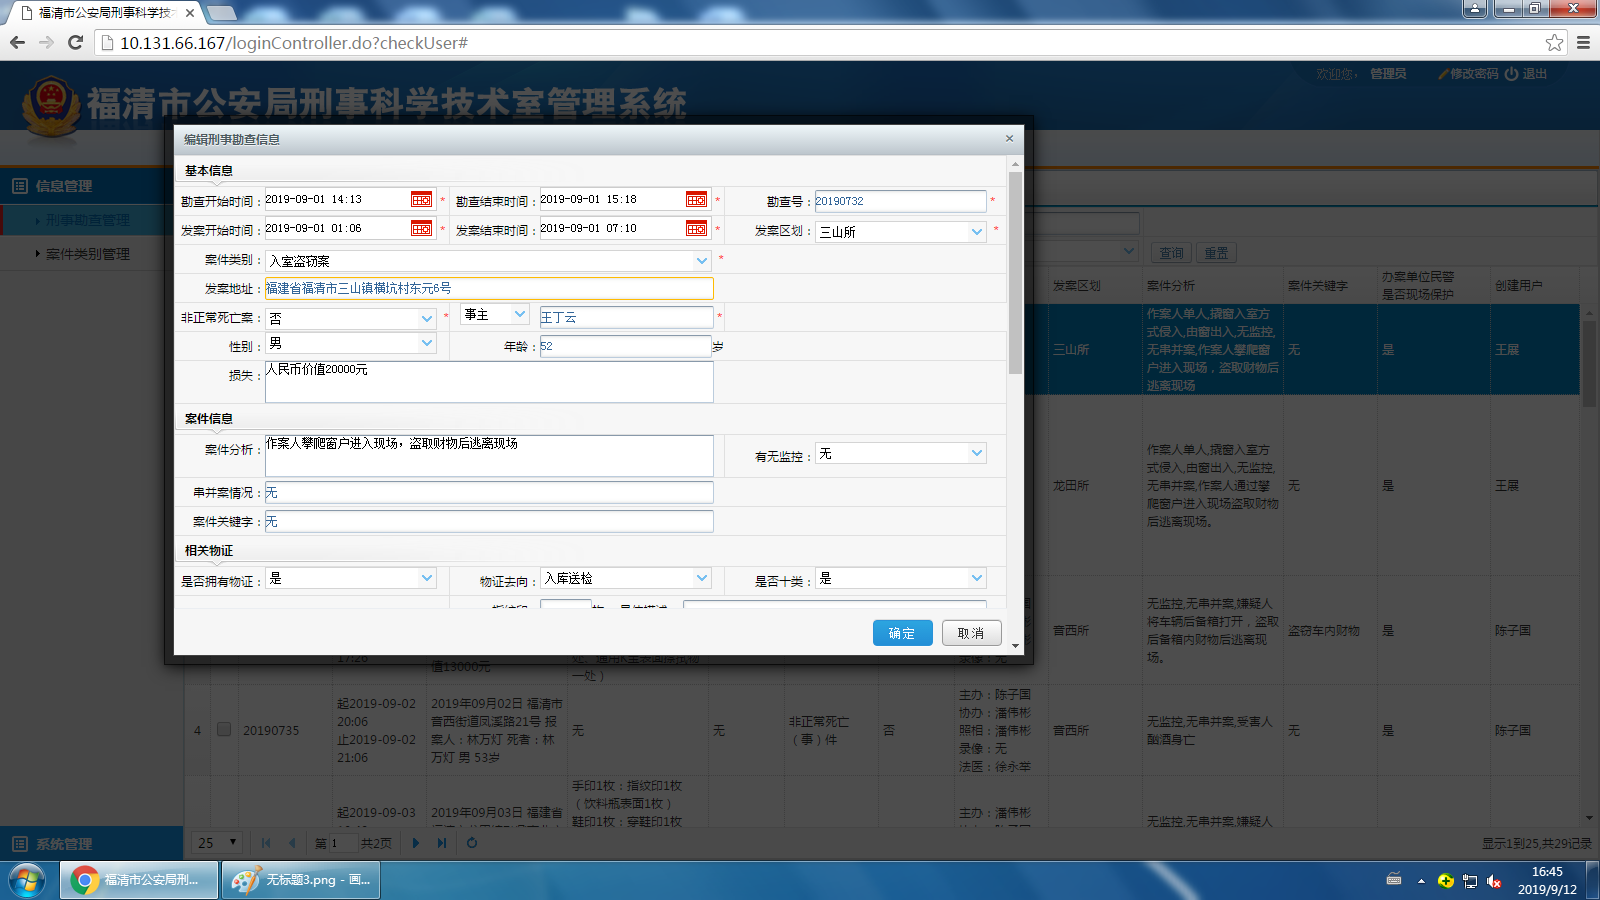 福清市公安局刑事科学技术
10.131.66.167/loginController.do?checkUser#
欢迎您： 管理员 修改密码 退出
福清市公安局刑事科学技术室管理系统
信息管理
刑事勘查管理
案件类别管理
系统管理
编辑刑事勘查信息
基本信息
勘查开始时间： 2019-09-01 14:13 * 勘查结束时间： 2019-09-01 15:18 * 勘查号： 20190732 *
发案开始时间： 2019-09-01 01:06 * 发案结束时间： 2019-09-01 07:10 * 发案区划： 三山所 *
案件类别： 入室盗窃案 *
发案地址： 福建省福清市三山镇横坑村东元6号
非正常死亡案： 否 * 事主 王丁云 *
性别： 男 年龄： 52 岁
损失： 人民币价值20000元
案件信息
案件分析： 作案人攀爬窗户进入现场，盗取财物后逃离现场 有无监控： 无
串并案情况： 无
案件关键字： 无
相关物证
是否拥有物证： 是 物证去向： 入库送检 是否十类： 是
确定 取消
查询 重置
发案区划 案件分析 案件关键字 办案单位民警是否现场保护 创建用户
三山所 作案人单人,撬窗入室方式侵入,由窗出入,无监控,无串并案,作案人攀爬窗户进入现场，盗取财物后逃离现场 无 是 王展
龙田所 作案人单人,撬窗入室方式侵入,由窗出入,无监控,无串并案,作案人通过攀爬窗户进入现场盗取财物后逃离现场。 无 是 王展
音西所 无监控,无串并案,嫌疑人将车辆后备箱打开，盗取后备箱内财物后逃离现场。 盗窃车内财物 是 陈子国
17:26 值13000元 一处）
4 20190735 起2019-09-02 20:06 止2019-09-02 21:06 2019年09月02日 福清市音西街道凤溪路21号 报案人：林万灯 死者：林万灯 男 53岁 无 无 非正常死亡（事）件 否 主办：陈子国 协办：潘伟彬 照相：潘伟彬 录像：无 法医：徐永举 音西所 无监控,无串并案,受害人酗酒身亡 无 是 陈子国
起2019-09-03 2019年09月03日 福建省 手印1枚：指纹印1枚（饮料瓶表面1枚） 鞋印1枚：穿鞋印1枚 主办：潘伟彬 无监控,无串并案,嫌疑人
25 第 1 共2页 显示1到25,共29记录
福清市公安局刑...
无标题3.png - 画...
16:45
2019/9/12